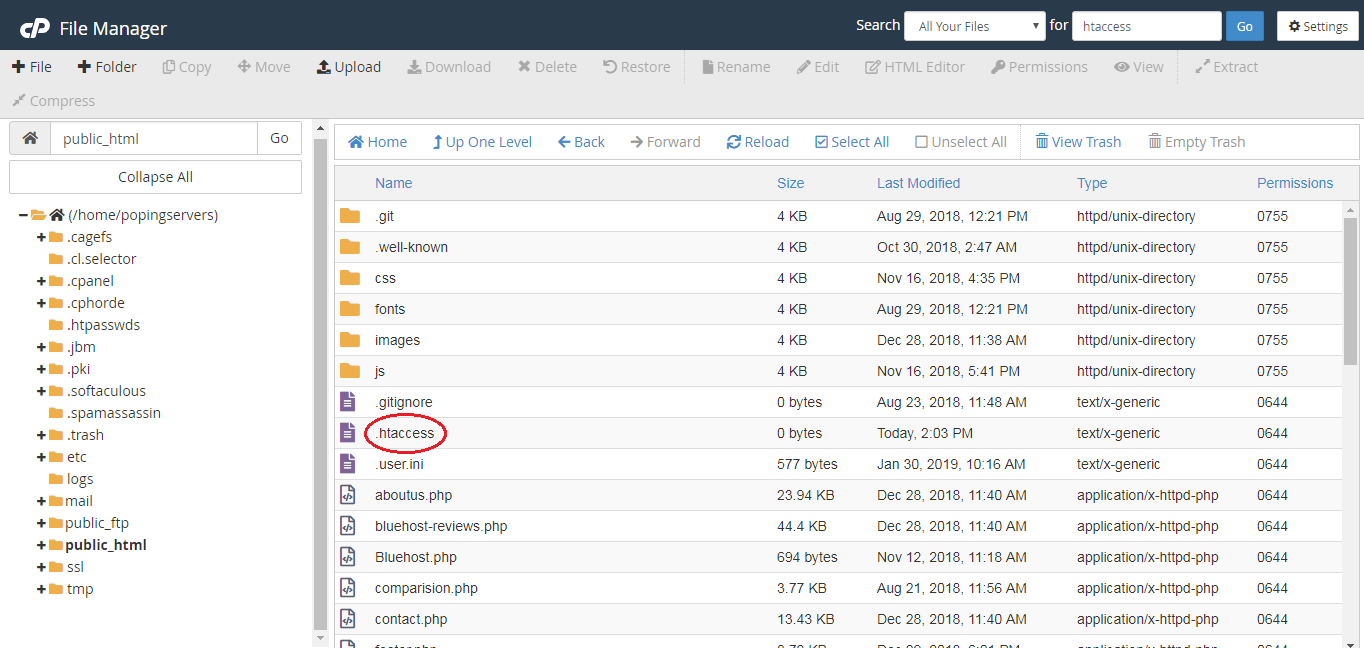 cP File Manager Search All Your Files for htaccess Go Settings
File Folder Copy Move Upload Download Delete Restore Rename Edit HTML Editor Permissions View Extract
Compress
public_html Go
Collapse All
(/home/popingservers)
.cagefs
.cl.selector
.cpanel
.cphorde
.htpasswds
.jbm
.pki
.softaculous
.spamassassin
.trash
etc
logs
mail
public_ftp
public_html
ssl
tmp
Home Up One Level Back Forward Reload Select All Unselect All View Trash Empty Trash
Name Size Last Modified Type Permissions
.git 4 KB Aug 29, 2018, 12:21 PM httpd/unix-directory 0755
.well-known 4 KB Oct 30, 2018, 2:47 AM httpd/unix-directory 0755
css 4 KB Nov 16, 2018, 4:35 PM httpd/unix-directory 0755
fonts 4 KB Aug 29, 2018, 12:21 PM httpd/unix-directory 0755
images 4 KB Dec 28, 2018, 11:38 AM httpd/unix-directory 0755
js 4 KB Nov 16, 2018, 5:41 PM httpd/unix-directory 0755
.gitignore 0 bytes Aug 23, 2018, 11:48 AM text/x-generic 0644
.htaccess 0 bytes Today, 2:03 PM text/x-generic 0644
.user.ini 577 bytes Jan 30, 2019, 10:16 AM text/x-generic 0644
aboutus.php 23.94 KB Dec 28, 2018, 11:40 AM application/x-httpd-php 0644
bluehost-reviews.php 44.4 KB Dec 28, 2018, 11:40 AM application/x-httpd-php 0644
Bluehost.php 694 bytes Nov 12, 2018, 11:18 AM application/x-httpd-php 0644
comparision.php 3.77 KB Aug 21, 2018, 11:56 AM application/x-httpd-php 0644
contact.php 13.43 KB Dec 28, 2018, 11:40 AM application/x-httpd-php 0644